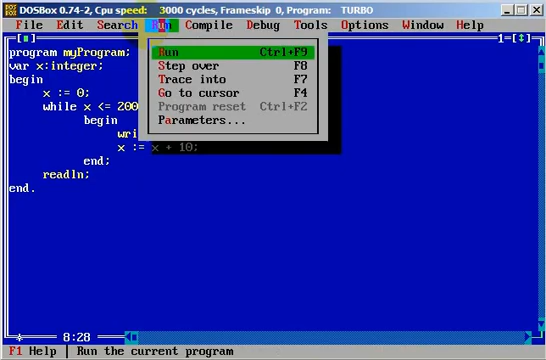 DOSBox 0.74-2, Cpu speed: 3000 cycles, Frameskip 0, Program: TURBO
File Edit Search Run Compile Debug Tools Options Window Help
1=[↕]
program myProgram;
var x:integer;
begin
x := 0;
while x <= 200
begin
wri
x := x + 10;
end;
readln;
end.
Run Ctrl+F9
Step over F8
Trace into F7
Go to cursor F4
Program reset Ctrl+F2
Parameters...
8:28
F1 Help | Run the current program